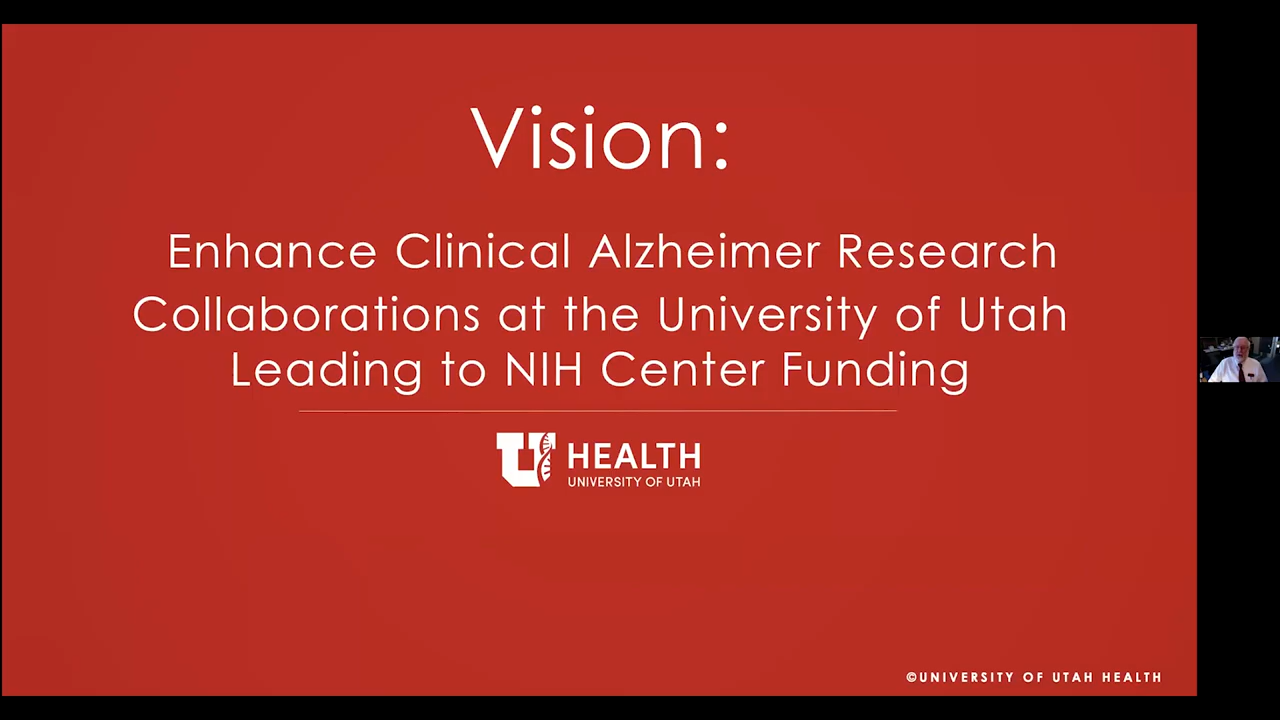 Vision:
Enhance Clinical Alzheimer Research
Collaborations at the University of Utah
Leading to NIH Center Funding
U HEALTH
UNIVERSITY OF UTAH
©UNIVERSITY OF UTAH HEALTH